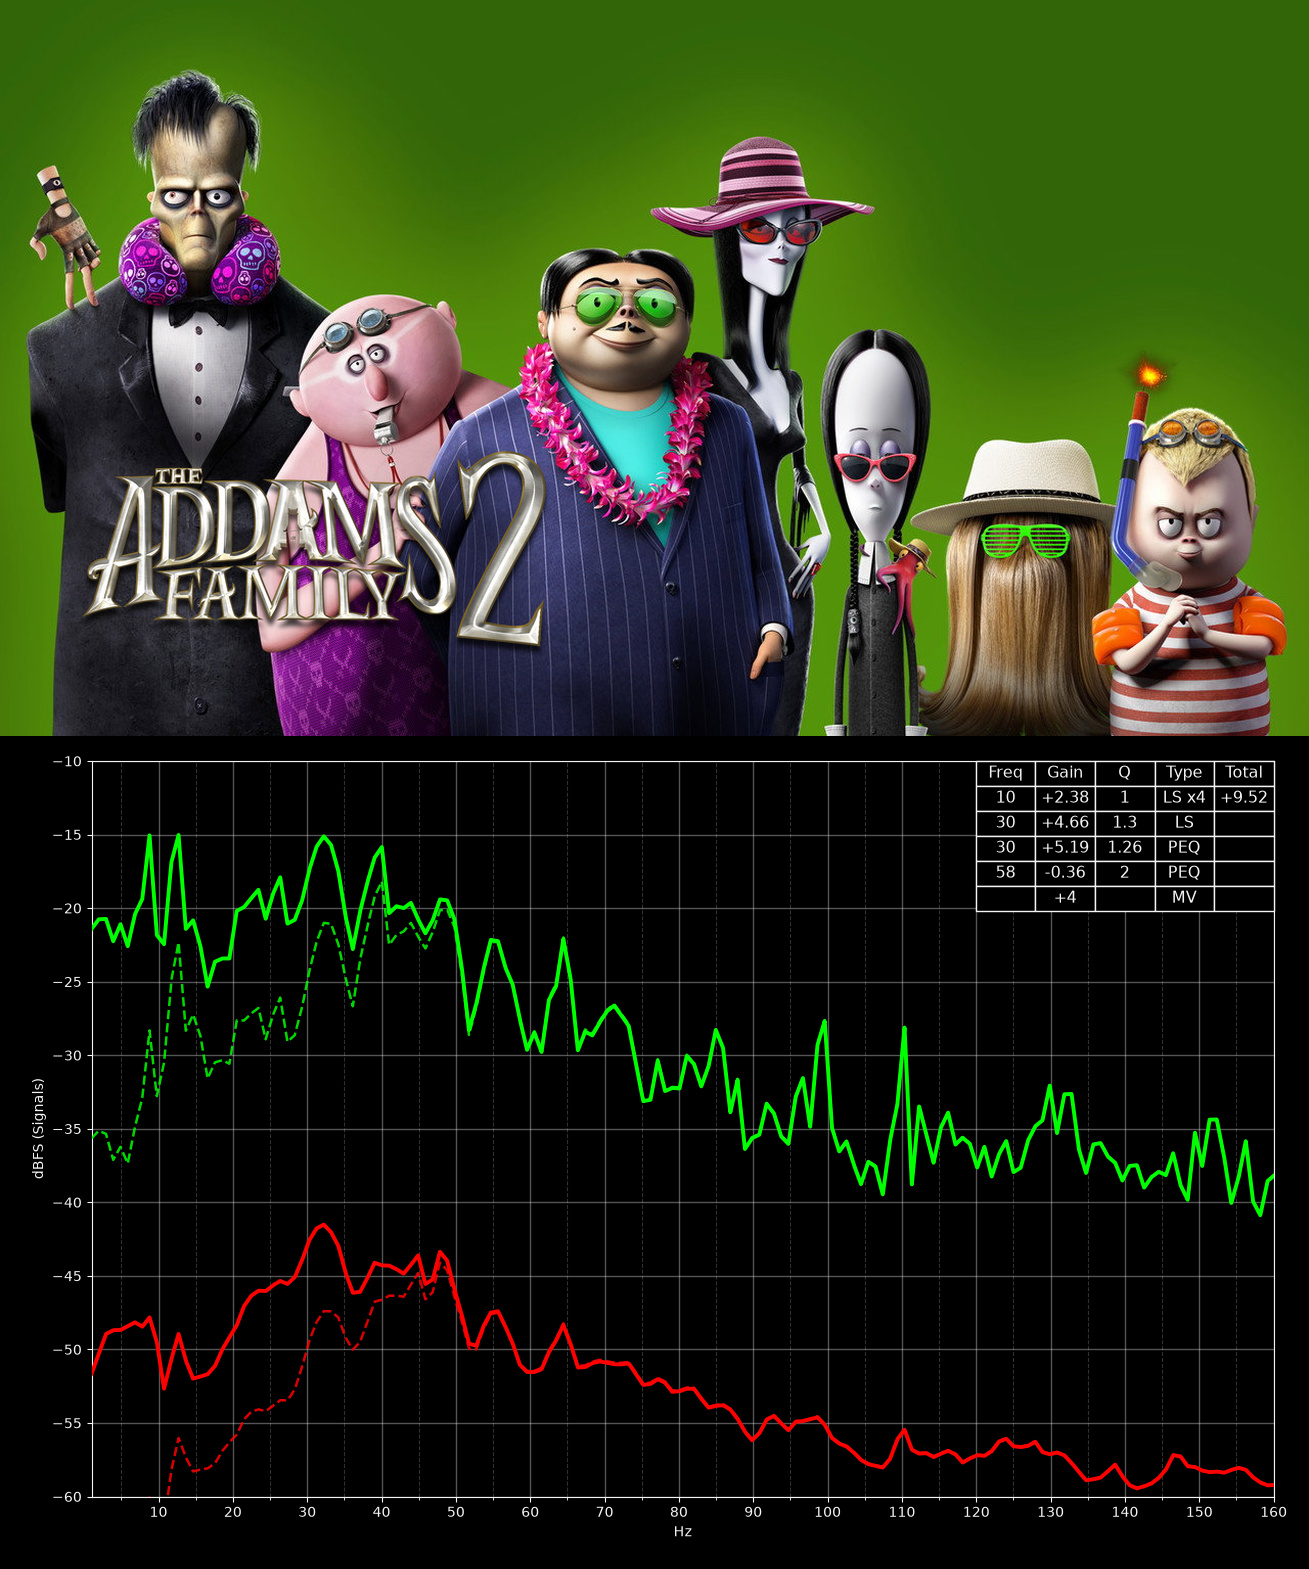 THE
ADDAMS
FAMILY 2
Freq Gain Q Type Total
10 +2.38 1 LS x4 +9.52
30 +4.66 1.3 LS
30 +5.19 1.26 PEQ
58 -0.36 2 PEQ
+4 MV
−10
−15
−20
−25
−30
−35
−40
−45
−50
−55
−60
dBFS (Signals)
10 20 30 40 50 60 70 80 90 100 110 120 130 140 150 160
Hz